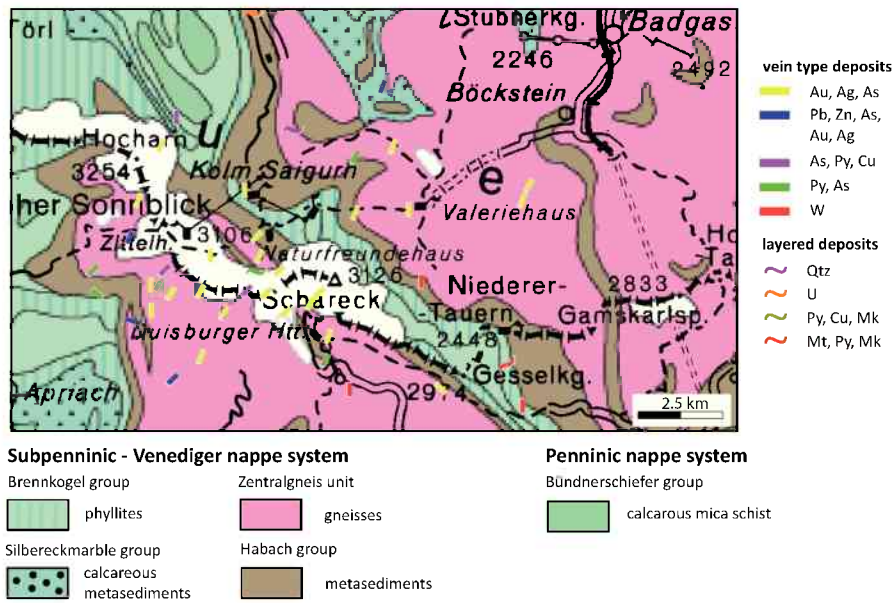 Törl
Stubnerkg.
Badgas
2246
2492
Böckstein
Hocharn
u
3254
Kolm Saigurn
e
her Sonnblick
Valeriehaus
Zittelh.
3106
Naturfreundehaus
3126
Ho
Ta
Schareck
Niederer-
2833
-Tauern
Gamskarlsp.
Duisburger Htt.
2448
Gesselkg.
Apriach
2974
2.5 km
vein type deposits
Au, Ag, As
Pb, Zn, As,
Au, Ag
As, Py, Cu
Py, As
W
layered deposits
Qtz
U
Py, Cu, Mk
Mt, Py, Mk
Subpenninic - Venediger nappe system
Brennkogel group
phyllites
Silbereckmarble group
calcareous
metasediments
Zentralgneis unit
gneisses
Habach group
metasediments
Penninic nappe system
Bündnerschiefer group
calcarous mica schist